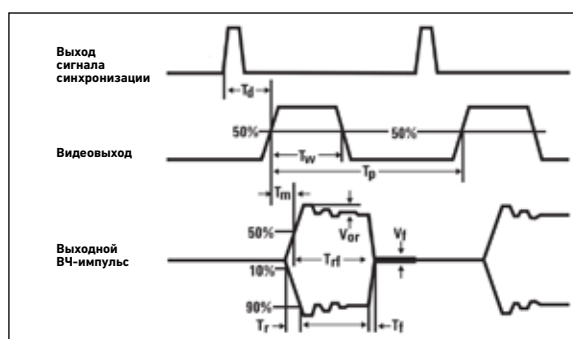 Выход
сигнала
синхронизации
Td
50%
50%
Видеовыход
Tw
Tp
Tm
50%
Vor
Vf
Выходной
ВЧ-импульс
Trf
10%
90%
Tr
Tf